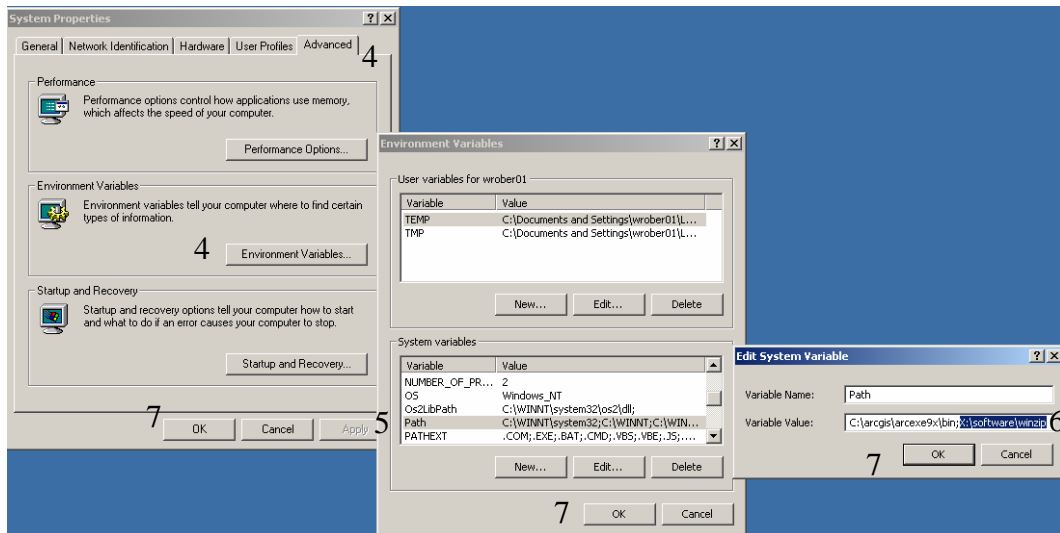 System Properties
General Network Identification Hardware User Profiles Advanced
4
Performance
Performance options control how applications use memory,
which affects the speed of your computer.
Performance Options...
Environment Variables
Environment variables tell your computer where to find certain
types of information.
4
Environment Variables...
Startup and Recovery
Startup and recovery options tell your computer how to start
and what to do if an error causes your computer to stop.
Startup and Recovery...
7
OK Cancel Apply
Environment Variables
User variables for wrober01
Variable Value
TEMP C:\Documents and Settings\wrober01\L...
TMP C:\Documents and Settings\wrober01\L...
New... Edit... Delete
System variables
Variable Value
NUMBER_OF_PR... 2
OS Windows_NT
Os2LibPath C:\WINNT\system32\os2\dll;
5
Path C:\WINNT\system32;C:\WINNT;C:\WIN...
PATHEXT .COM;.EXE;.BAT;.CMD;.VBS;.VBE;.JS;....
New... Edit... Delete
7
OK Cancel
Edit System Variable
Variable Name: Path
Variable Value: C:\arcgis\arcexe9x\bin;X:\software\winzip
6
7
OK Cancel